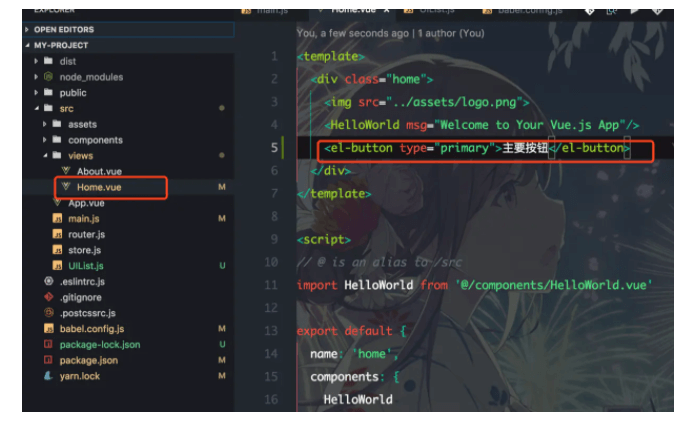 EXPLORER
OPEN EDITORS
MY-PROJECT
dist
node_modules
public
src
assets
components
views
About.vue
Home.vue M
App.vue
main.js M
router.js
store.js
UIList.js U
.eslintrc.js
.gitignore
.postcssrc.js
babel.config.js M
package-lock.json U
package.json M
yarn.lock M
main.js Home.vue UIList.js babel.config.js
You, a few seconds ago | 1 author (You)
1 <template>
2 <div class="home">
3 <img src="../assets/logo.png">
4 <HelloWorld msg="Welcome to Your Vue.js App"/>
5 <el-button type="primary">主要按钮</el-button>
6 </div>
7 </template>
8
9 <script>
10 // @ is an alias to /src
11 import HelloWorld from '@/components/HelloWorld.vue'
12
13 export default {
14 name: 'home',
15 components: {
16 HelloWorld